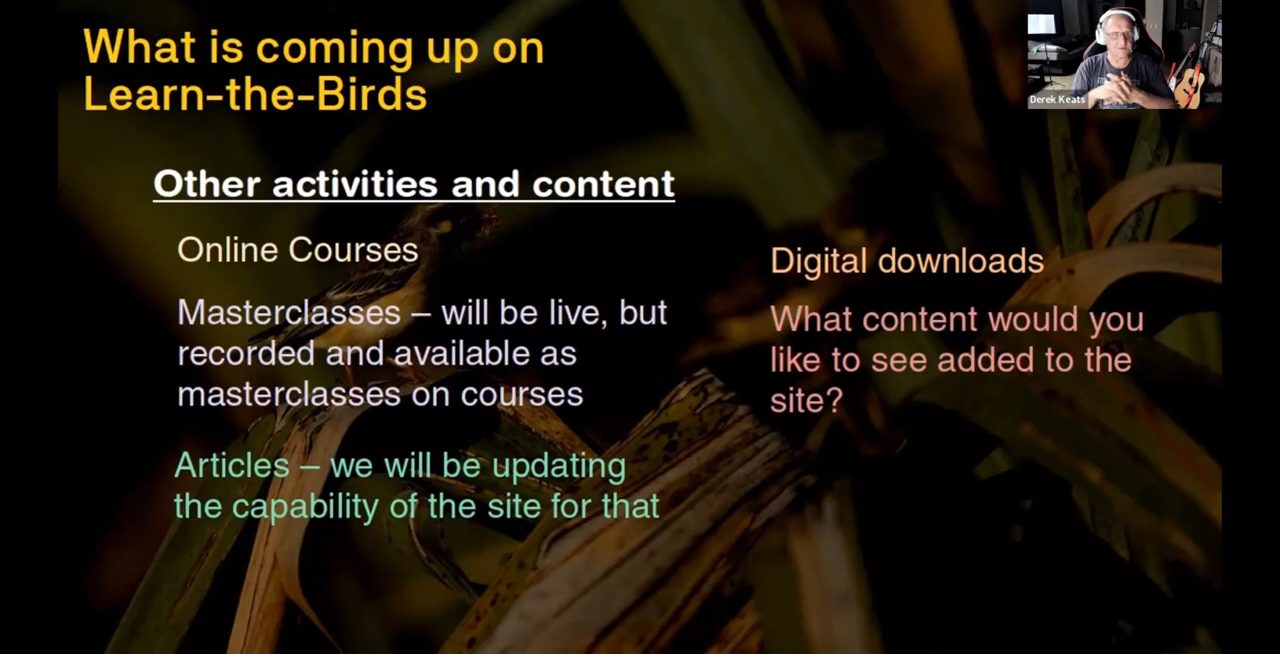 What is coming up on
Learn-the-Birds
Derek Keats
Other activities and content
Online Courses
Masterclasses – will be live, but
recorded and available as
masterclasses on courses
Articles – we will be updating
the capability of the site for that
Digital downloads
What content would you
like to see added to the
site?